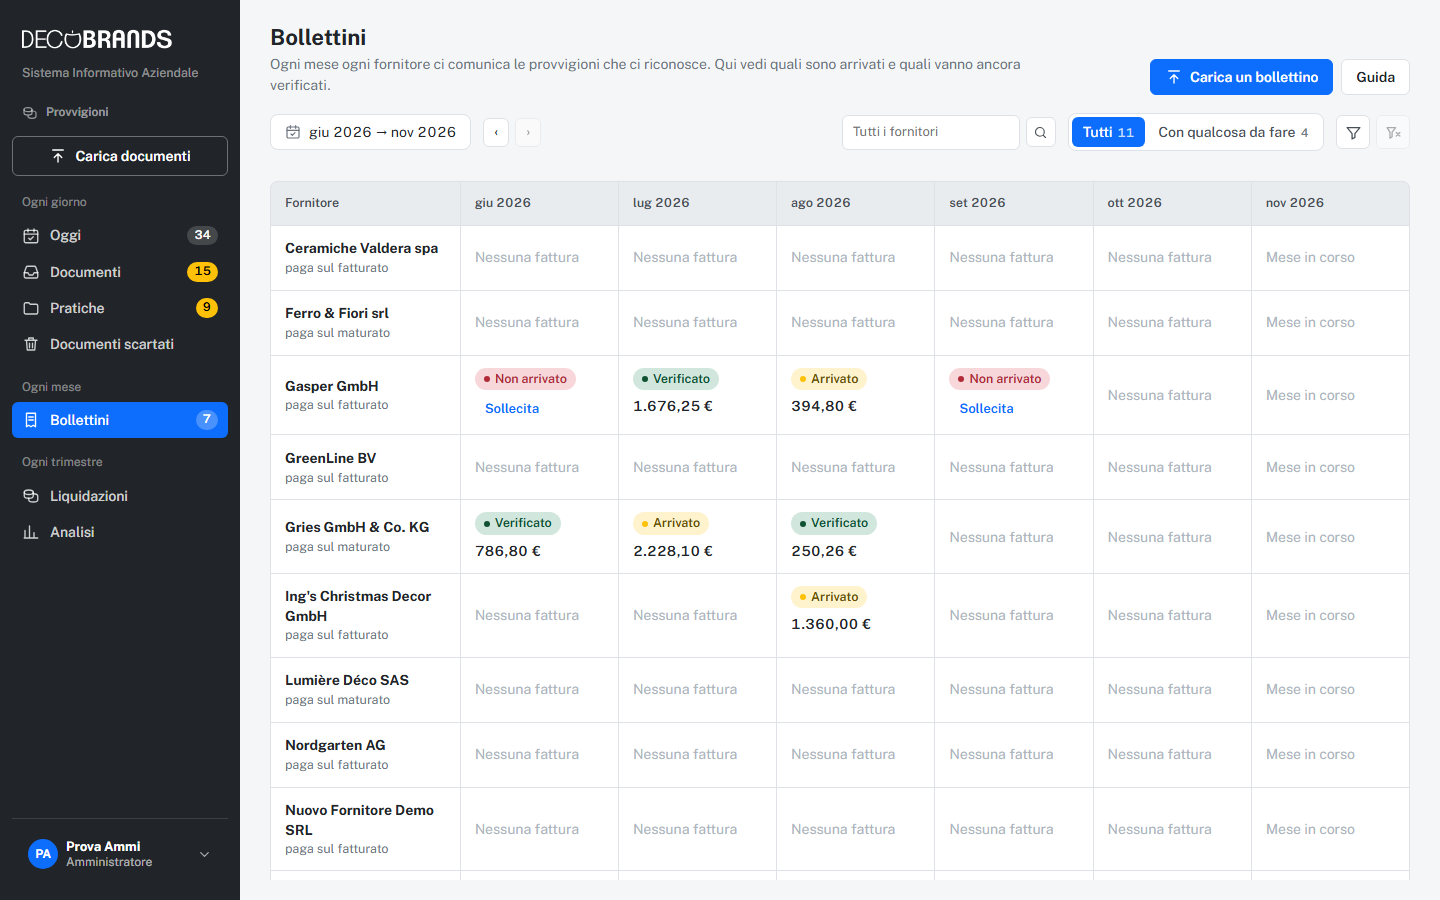 DECOBRANDS
Sistema Informativo Aziendale
Provvigioni
Carica documenti
Ogni giorno
Oggi 34
Documenti 15
Pratiche 9
Documenti scartati
Ogni mese
Bollettini 7
Ogni trimestre
Liquidazioni
Analisi
PA Prova Ammi
Amministratore
Bollettini
Ogni mese ogni fornitore ci comunica le provvigioni che ci riconosce. Qui vedi quali sono arrivati e quali vanno ancora
verificati.
Carica un bollettino Guida
giu 2026 → nov 2026 ‹ ›
Tutti i fornitori Tutti 11 Con qualcosa da fare 4
Fornitore giu 2026 lug 2026 ago 2026 set 2026 ott 2026 nov 2026
Ceramiche Valdera spa
paga sul fatturato
Nessuna fattura Nessuna fattura Nessuna fattura Nessuna fattura Nessuna fattura Mese in corso
Ferro & Fiori srl
paga sul maturato
Nessuna fattura Nessuna fattura Nessuna fattura Nessuna fattura Nessuna fattura Mese in corso
Gasper GmbH
paga sul fatturato
Non arrivato Verificato Arrivato Non arrivato
Sollecita 1.676,25 € 394,80 € Sollecita
Nessuna fattura Mese in corso
GreenLine BV
paga sul fatturato
Nessuna fattura Nessuna fattura Nessuna fattura Nessuna fattura Nessuna fattura Mese in corso
Gries GmbH & Co. KG
paga sul maturato
Verificato Arrivato Verificato
786,80 € 2.228,10 € 250,26 €
Nessuna fattura Nessuna fattura Mese in corso
Ing's Christmas Decor
GmbH
paga sul fatturato
Nessuna fattura Nessuna fattura
Arrivato
1.360,00 €
Nessuna fattura Nessuna fattura Mese in corso
Lumière Déco SAS
paga sul maturato
Nessuna fattura Nessuna fattura Nessuna fattura Nessuna fattura Nessuna fattura Mese in corso
Nordgarten AG
paga sul fatturato
Nessuna fattura Nessuna fattura Nessuna fattura Nessuna fattura Nessuna fattura Mese in corso
Nuovo Fornitore Demo
SRL
paga sul fatturato
Nessuna fattura Nessuna fattura Nessuna fattura Nessuna fattura Nessuna fattura Mese in corso